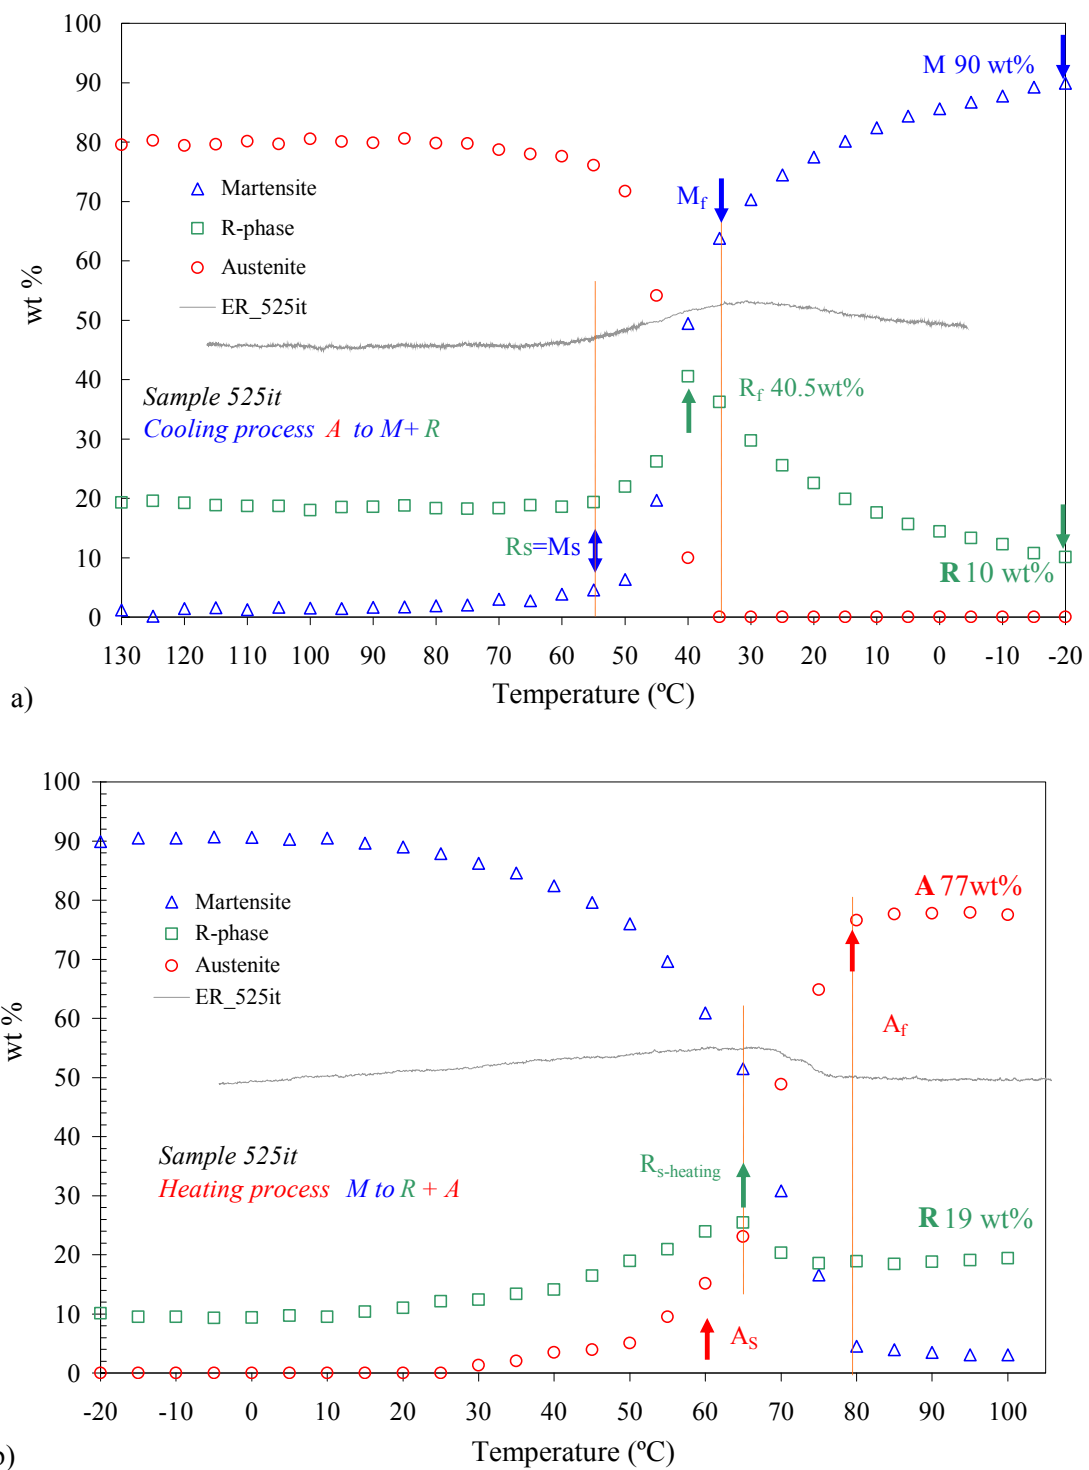 100
90
80
70
60
50
40
30
20
10
0
wt %
M 90 wt%
Martensite
R-phase
Austenite
ER_525it
Mf
Sample 525it
Cooling process A to M+ R
Rf 40.5wt%
Rs=Ms
R 10 wt%
130 120 110 100 90 80 70 60 50 40 30 20 10 0 -10 -20
Temperature (ºC)
a)
100
90
80
70
60
50
40
30
20
10
0
wt %
A 77wt%
Martensite
R-phase
Austenite
ER_525it
Af
Sample 525it
Heating process M to R + A
Rs-heating
R 19 wt%
AS
-20 -10 0 10 20 30 40 50 60 70 80 90 100
Temperature (ºC)
b)